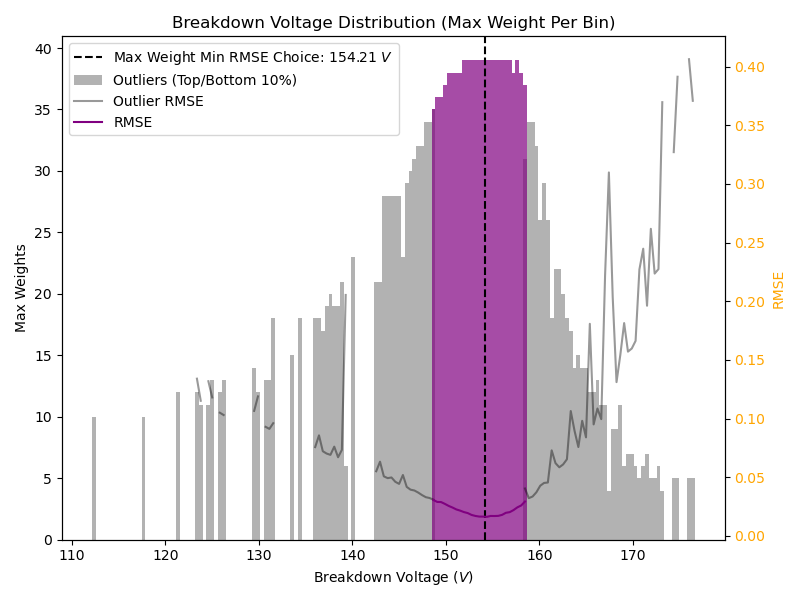 Breakdown Voltage Distribution (Max Weight Per Bin)
Max Weight Min RMSE Choice: 154.21 V
Outliers (Top/Bottom 10%)
Outlier RMSE
RMSE
40
35
30
25
20
15
10
5
0
Max Weights
0.40
0.35
0.30
0.25
0.20
0.15
0.10
0.05
0.00
RMSE
110 120 130 140 150 160 170
Breakdown Voltage (V)